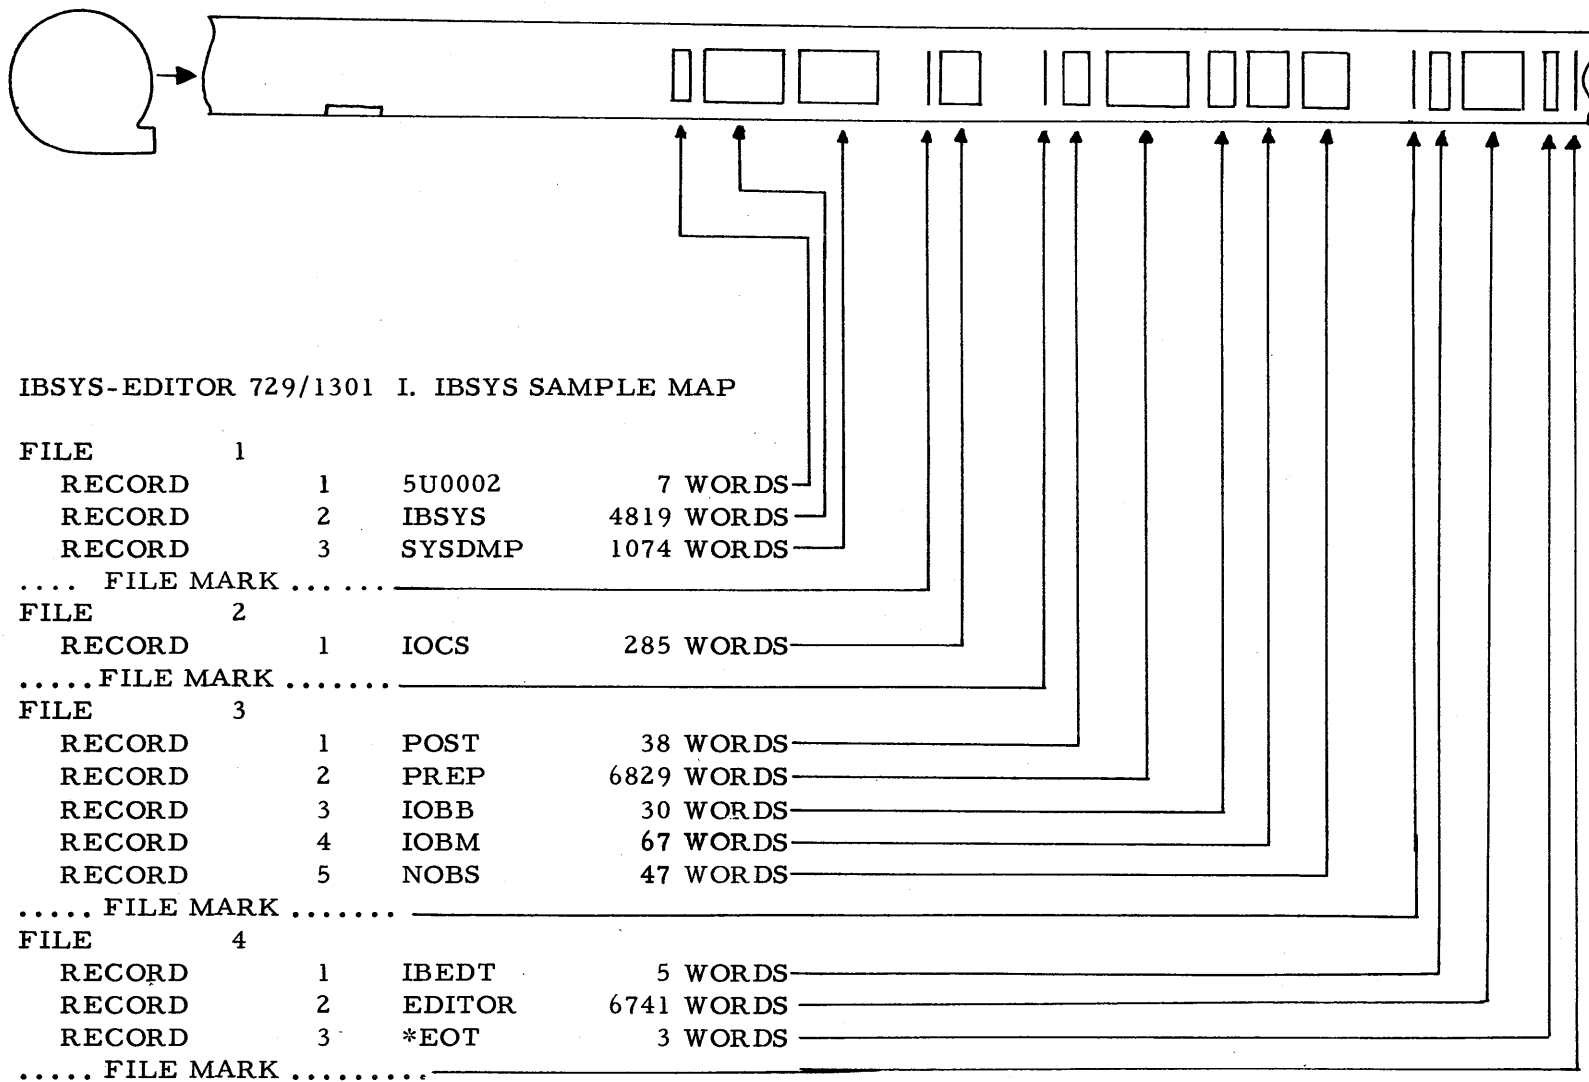 IBSYS-EDITOR 729/1301 I. IBSYS SAMPLE MAP
FILE 1
RECORD 1 5U0002 7 WORDS
RECORD 2 IBSYS 4819 WORDS
RECORD 3 SYSDMP 1074 WORDS
.... FILE MARK ......
FILE 2
RECORD 1 IOCS 285 WORDS
.....FILE MARK .......
FILE 3
RECORD 1 POST 38 WORDS
RECORD 2 PREP 6829 WORDS
RECORD 3 IOBB 30 WORDS
RECORD 4 IOBM 67 WORDS
RECORD 5 NOBS 47 WORDS
..... FILE MARK .......
FILE 4
RECORD 1 IBEDT 5 WORDS
RECORD 2 EDITOR 6741 WORDS
RECORD 3 *EOT 3 WORDS
..... FILE MARK .........